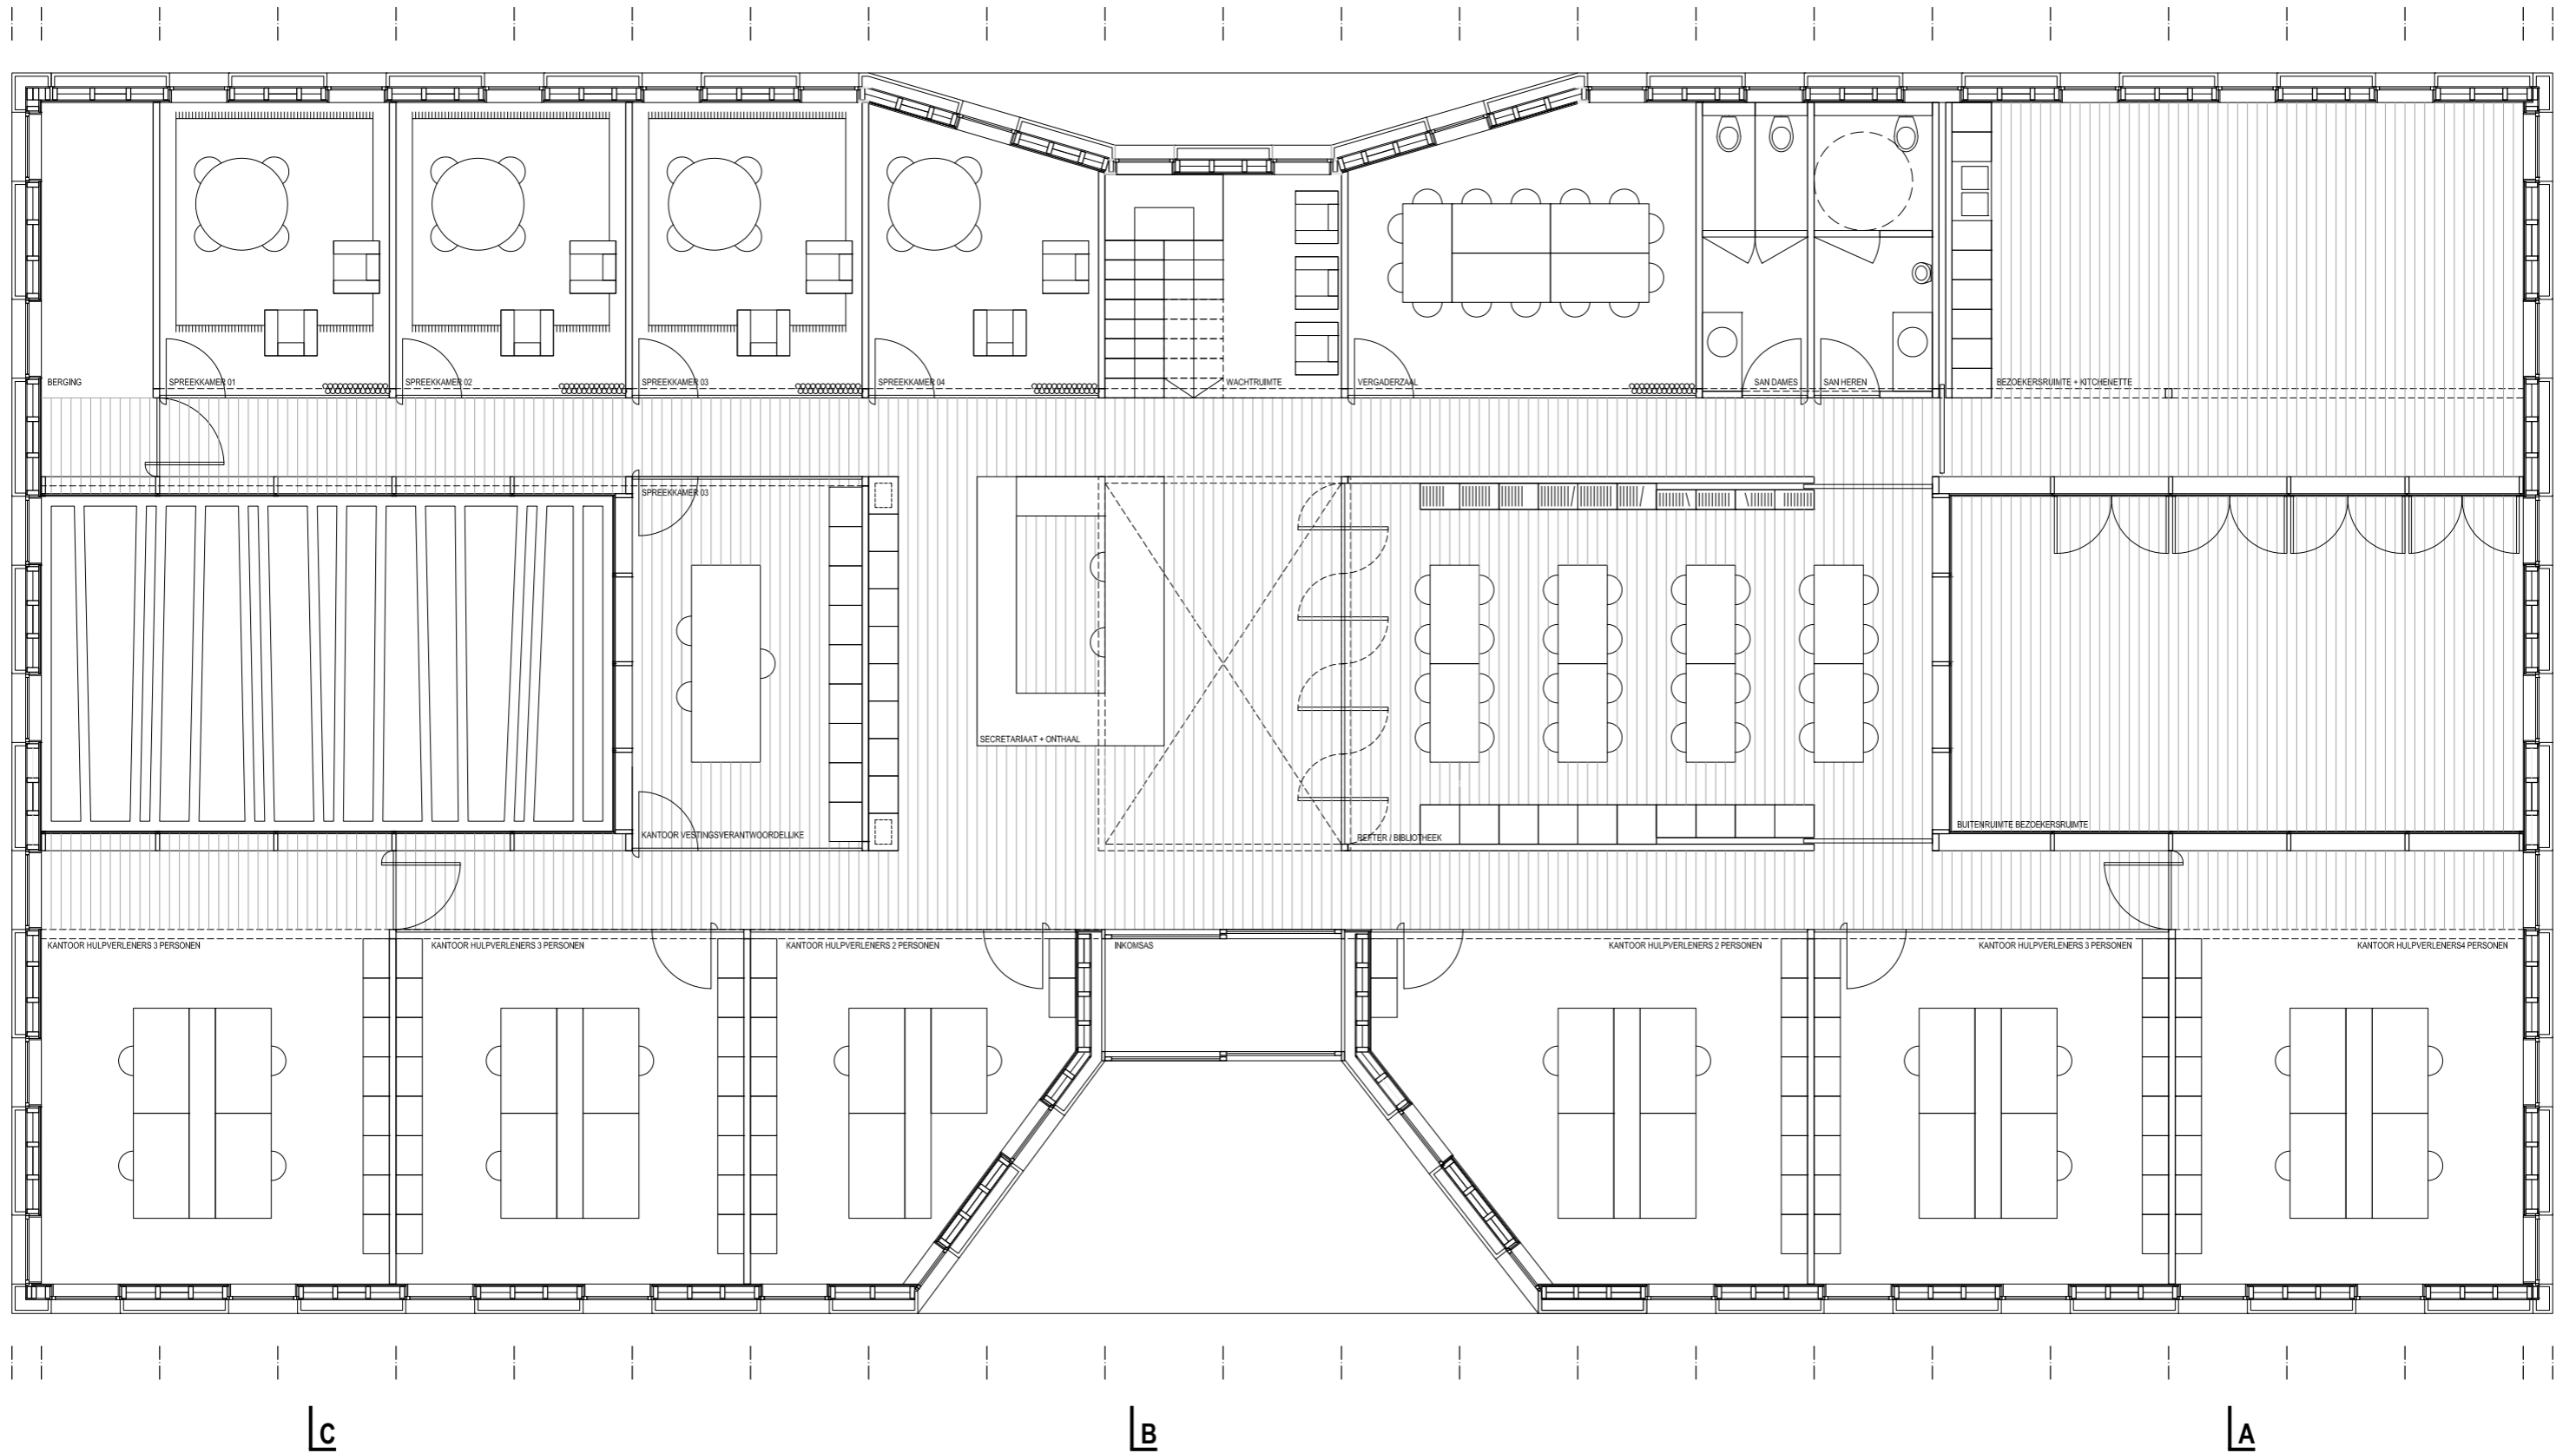 BERGING
SPREEKKAMER 01
SPREEKKAMER 02
SPREEKKAMER 03
SPREEKKAMER 04
WACHTRUIMTE
VERGADERZAAL
SAN DAMES
SAN HEREN
BEZOEKERSRUIMTE + KITCHENETTE
SPREEKKAMER 03
SECRETARIAAT + ONTHAAL
KANTOOR VESTINGSVERANTWOORDELIJKE
REFTER / BIBLIOTHEEK
BUITENRUIMTE BEZOEKERSRUIMTE
KANTOOR HULPVERLENERS 3 PERSONEN
KANTOOR HULPVERLENERS 3 PERSONEN
KANTOOR HULPVERLENERS 2 PERSONEN
INKOMSAS
KANTOOR HULPVERLENERS 2 PERSONEN
KANTOOR HULPVERLENERS 3 PERSONEN
KANTOOR HULPVERLENERS4 PERSONEN
C
B
A